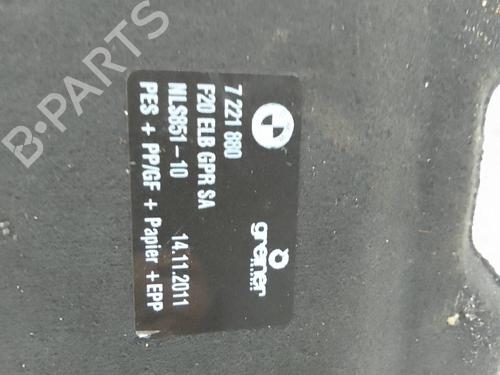 B-PARTS
7 221 880
F20 ELB GPR SA
NLS851-10 14.11.2011
PES + PP/GF + Papier + EPP
greiner